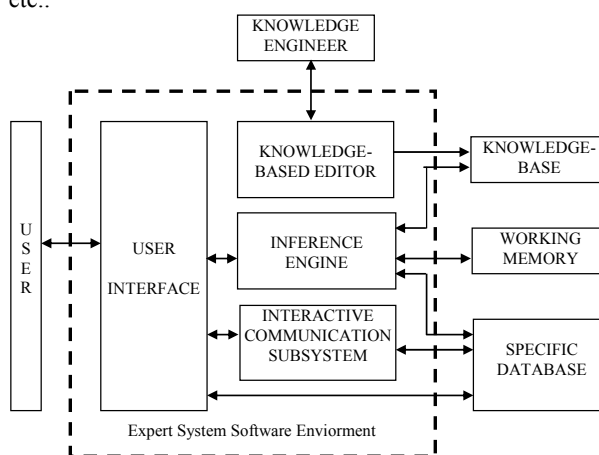 etc..
KNOWLEDGE
ENGINEER
KNOWLEDGE-
BASED EDITOR
KNOWLEDGE-
BASE
U
S
E
R
USER
INTERFACE
INFERENCE
ENGINE
WORKING
MEMORY
INTERACTIVE
COMMUNICATION
SUBSYSTEM
SPECIFIC
DATABASE
Expert System Software Enviorment